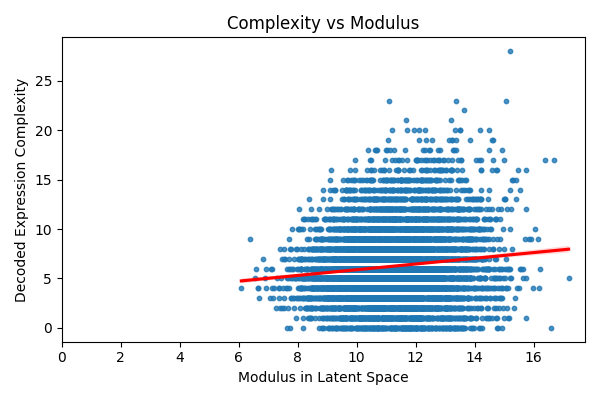 Complexity vs Modulus
Decoded Expression Complexity
25
20
15
10
5
0
0 2 4 6 8 10 12 14 16
Modulus in Latent Space